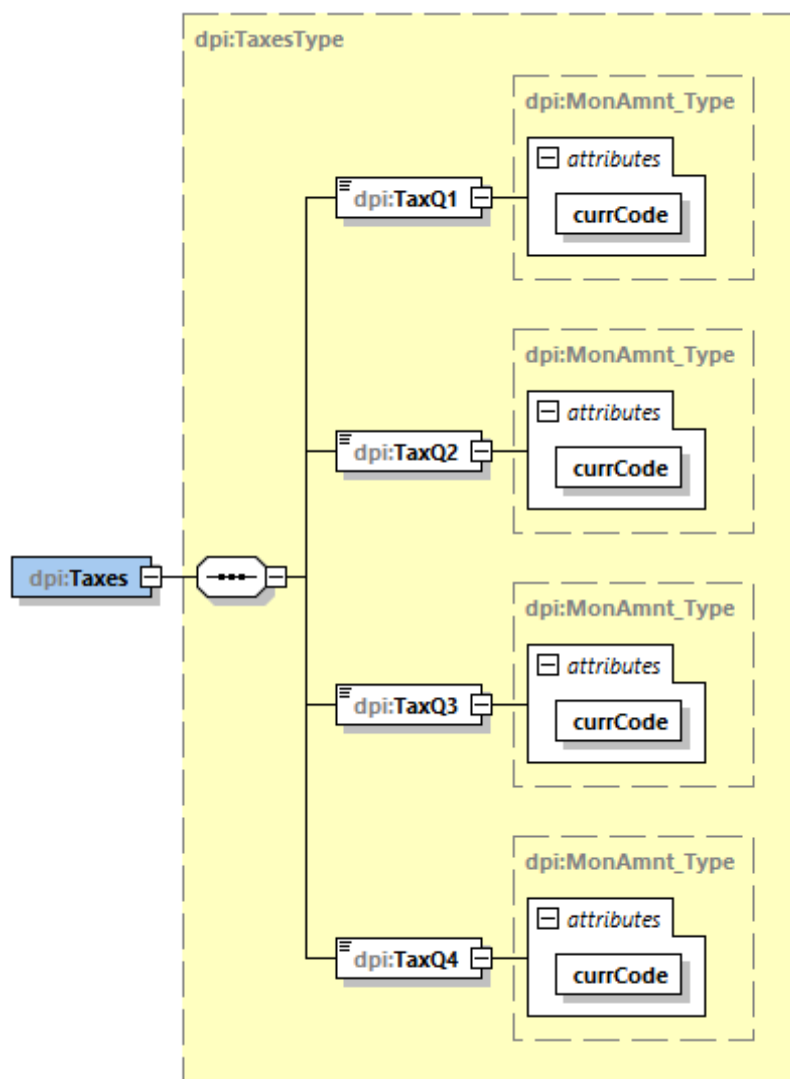 dpi:TaxesType
dpi:MonAmnt_Type
attributes
dpi:TaxQ1
currCode
dpi:MonAmnt_Type
attributes
dpi:TaxQ2
currCode
dpi:Taxes
dpi:MonAmnt_Type
attributes
dpi:TaxQ3
currCode
dpi:MonAmnt_Type
attributes
dpi:TaxQ4
currCode